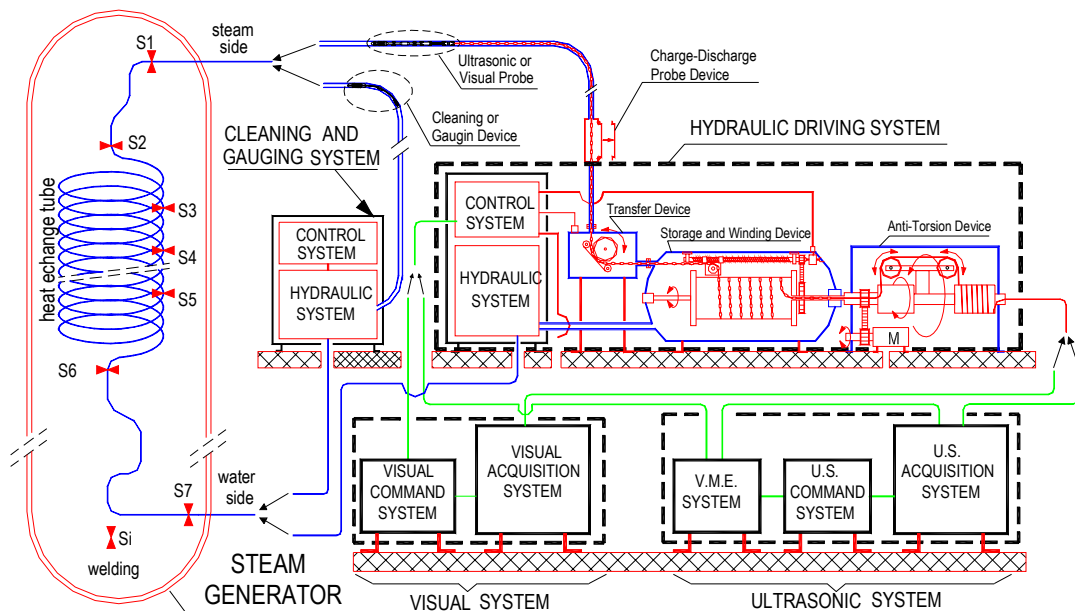 steam
side
S1
S2
heat echange tube
S3
S4
S5
S6
water
side
S7
Si
welding
STEAM
GENERATOR
Ultrasonic or
Visual Probe
Cleaning or
Gaugin Device
Charge-Discharge
Probe Device
CLEANING AND
GAUGING SYSTEM
CONTROL
SYSTEM
HYDRAULIC
SYSTEM
HYDRAULIC DRIVING SYSTEM
CONTROL
SYSTEM
HYDRAULIC
SYSTEM
Transfer Device
Storage and Winding Device
Anti-Torsion Device
M
VISUAL
COMMAND
SYSTEM
VISUAL
ACQUISITION
SYSTEM
VISUAL SYSTEM
V.M.E.
SYSTEM
U.S.
COMMAND
SYSTEM
U.S.
ACQUISITION
SYSTEM
ULTRASONIC SYSTEM